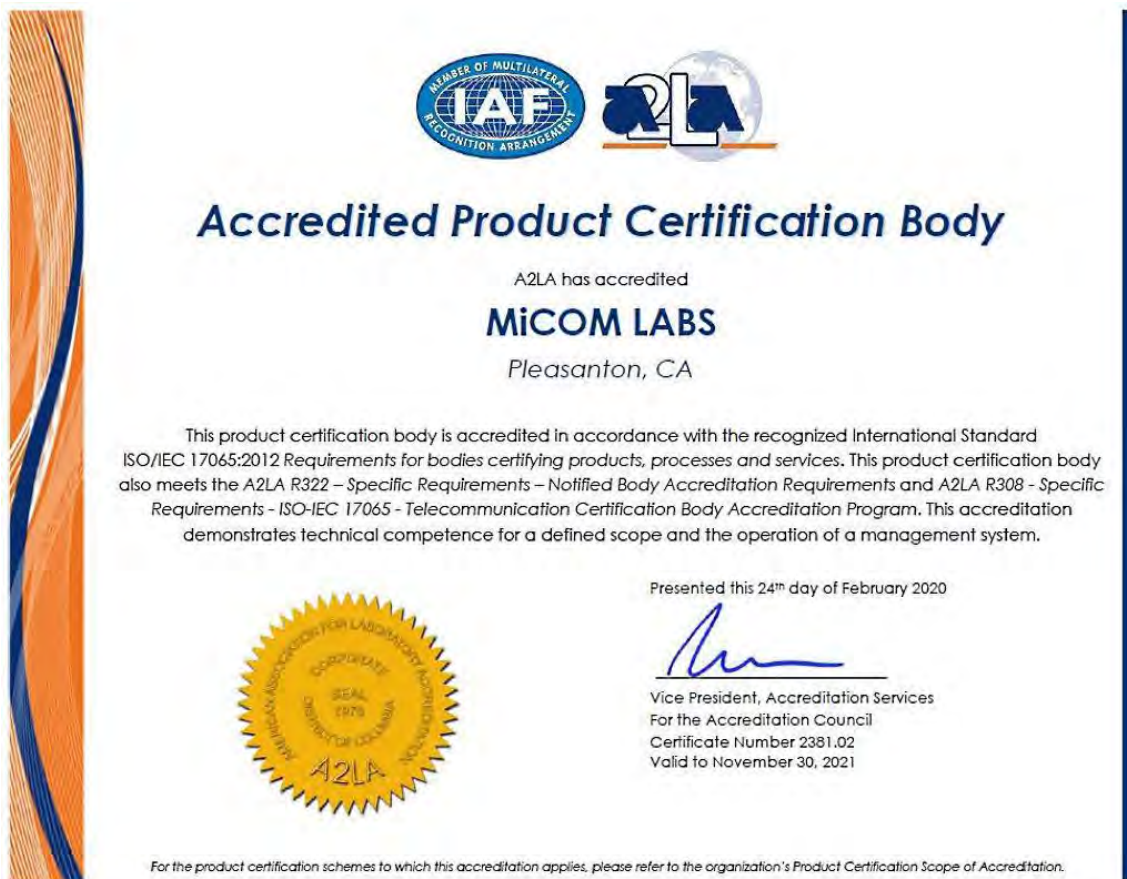 MEMBER OF MULTILATERAL
IAF
RECOGNITION ARRANGEMENT
a2La
Accredited Product Certification Body
A2LA has accredited
MiCOM LABS
Pleasanton, CA
This product certification body is accredited in accordance with the recognized International Standard
ISO/IEC 17065:2012 Requirements for bodies certifying products, processes and services. This product certification body
also meets the A2LA R322 – Specific Requirements – Notified Body Accreditation Requirements and A2LA R308 - Specific
Requirements - ISO-IEC 17065 - Telecommunication Certification Body Accreditation Program. This accreditation
demonstrates technical competence for a defined scope and the operation of a management system.
Presented this 24th day of February 2020
Vice President, Accreditation Services
For the Accreditation Council
Certificate Number 2381.02
Valid to November 30, 2021
AMERICAN ASSOCIATION FOR LABORATORY ACCREDITATION
CORPORATE
SEAL
1978
DISTRICT OF COLUMBIA
A2LA
For the product certification schemes to which this accreditation applies, please refer to the organization's Product Certification Scope of Accreditation.